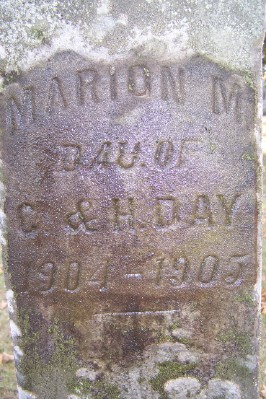 MARION M.
DAU. OF
C & H. DAY
1904-1905